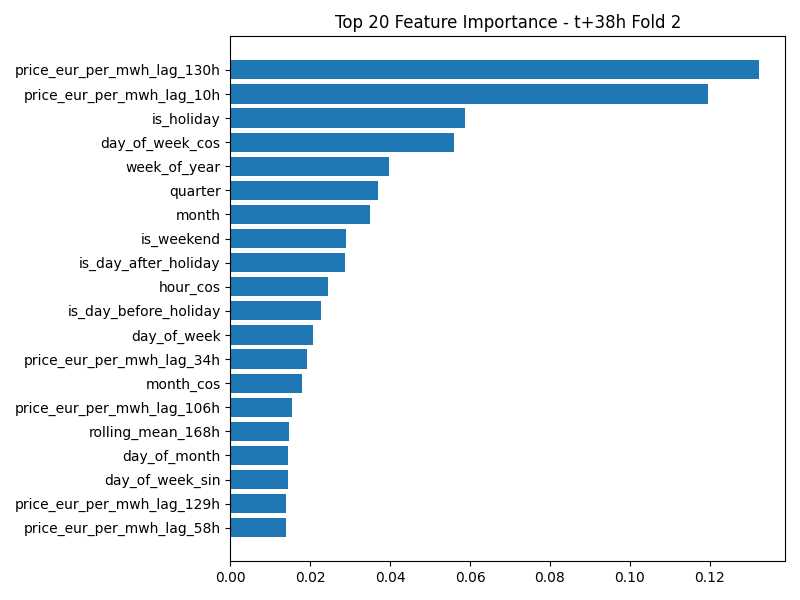 Top 20 Feature Importance - t+38h Fold 2
price_eur_per_mwh_lag_130h
price_eur_per_mwh_lag_10h
is_holiday
day_of_week_cos
week_of_year
quarter
month
is_weekend
is_day_after_holiday
hour_cos
is_day_before_holiday
day_of_week
price_eur_per_mwh_lag_34h
month_cos
price_eur_per_mwh_lag_106h
rolling_mean_168h
day_of_month
day_of_week_sin
price_eur_per_mwh_lag_129h
price_eur_per_mwh_lag_58h
0.00 0.02 0.04 0.06 0.08 0.10 0.12